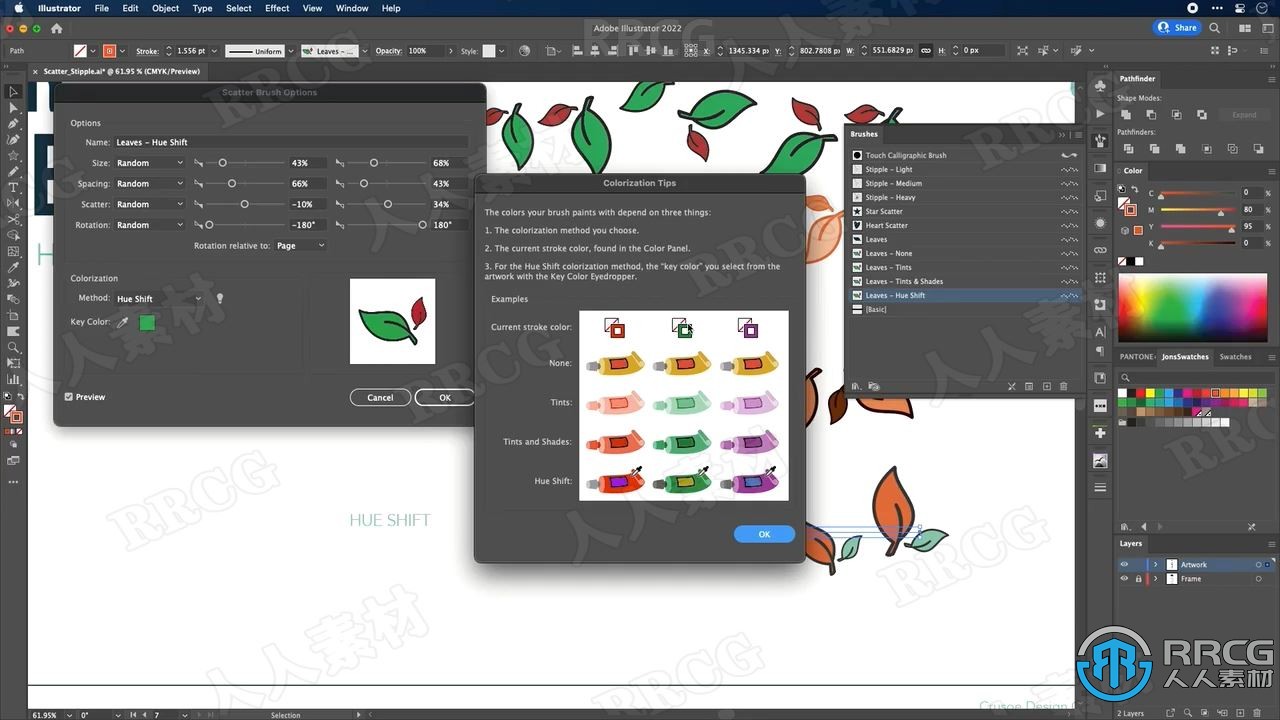 Illustrator File Edit Object Type Select Effect View Window Help
Adobe Illustrator 2022
Share
Path
Stroke: 1.556 pt Uniform Leaves - ... Opacity: 100% Style: X: 1345.334 px Y: 802.7808 px W: 551.6829 px H: 0 px
× Scatter_Stipple.ai* @ 61.95 % (CMYK/Preview)
Scatter Brush Options
Options
Name: Leaves - Hue Shift
Size: Random 43% 68%
Spacing: Random 66% 43%
Scatter: Random -10% 34%
Rotation: Random -180° 180°
Rotation relative to: Page
Colorization
Method: Hue Shift
Key Color:
Preview
Cancel
OK
Colorization Tips
The colors your brush paints with depend on three things:
1. The colorization method you choose.
2. The current stroke color, found in the Color Panel.
3. For the Hue Shift colorization method, the "key color" you select from the
artwork with the Key Color Eyedropper.
Examples
Current stroke color:
None:
Tints:
Tints and Shades:
Hue Shift:
OK
Brushes
Touch Calligraphic Brush
Stipple - Light
Stipple - Medium
Stipple - Heavy
Star Scatter
Heart Scatter
Leaves
Leaves - None
Leaves - Tints
Leaves - Tints & Shades
Leaves - Hue Shift
[Basic]
Pathfinder
Shape Modes:
Expand
Pathfinders:
Color
C 0 %
M 80 %
Y 95 %
K 0 %
PANTONE JonsSwatches Swatches
Layers
Artwork
Frame
2 Layers
HUE SHIFT
Crusoe Design
61.95% 0° 7 Selection
RRCG
人人素材